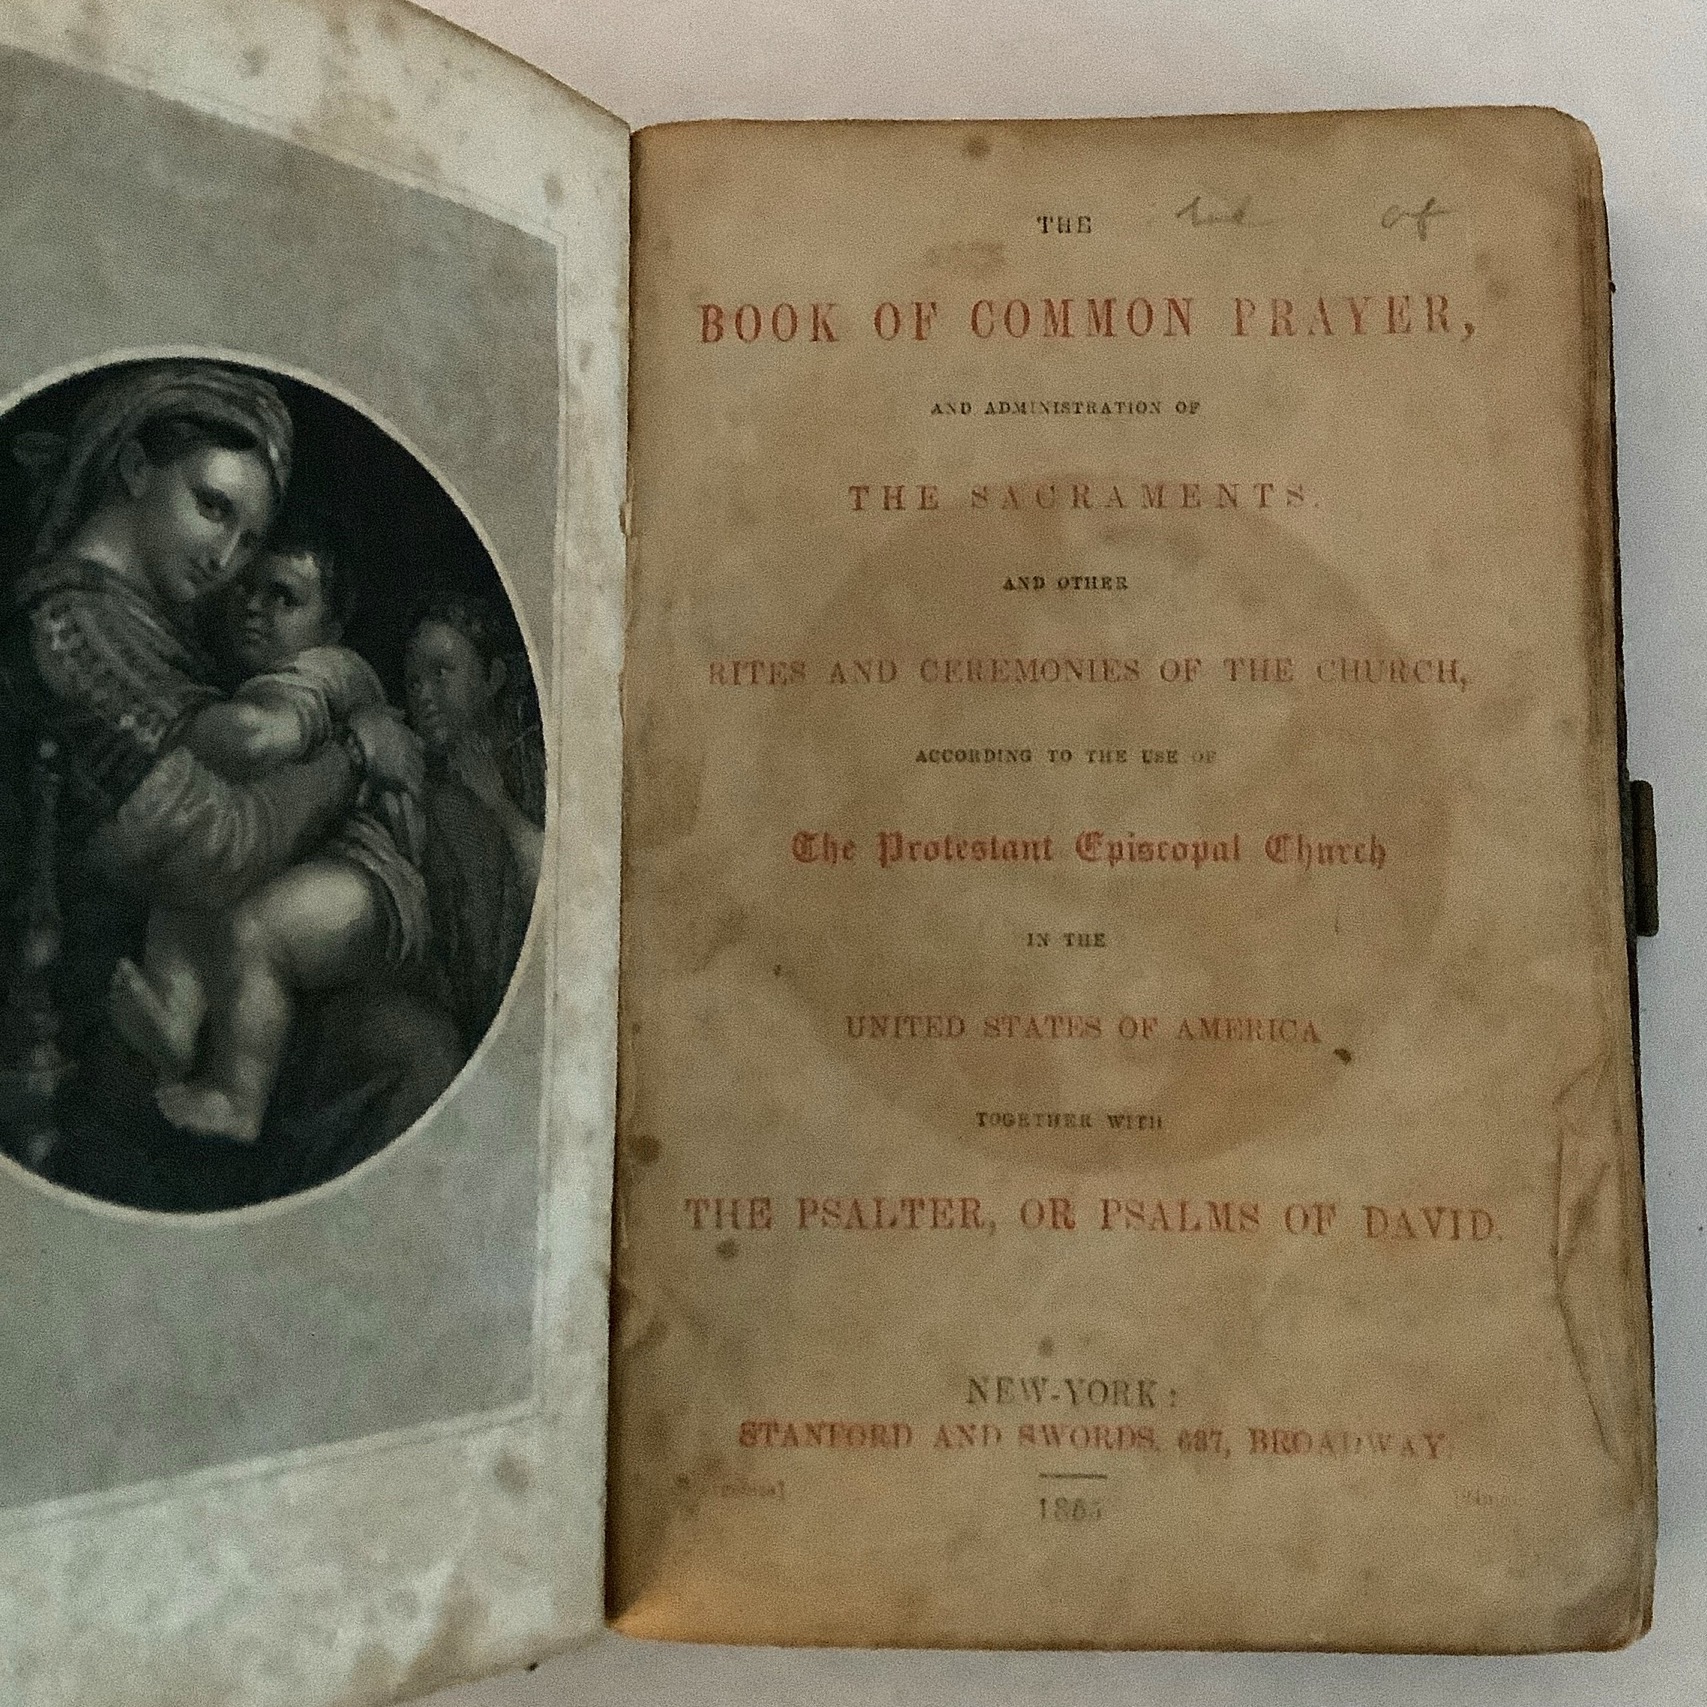 THE of
BOOK OF COMMON PRAYER,
AND ADMINISTRATION OF
THE SACRAMENTS,
AND OTHER
RITES AND CEREMONIES OF THE CHURCH,
ACCORDING TO THE USE OF
The Protestant Episcopal Church
IN THE
UNITED STATES OF AMERICA
TOGETHER WITH
THE PSALTER, OR PSALMS OF DAVID.
NEW-YORK:
STANFORD AND SWORDS, 637, BROADWAY.